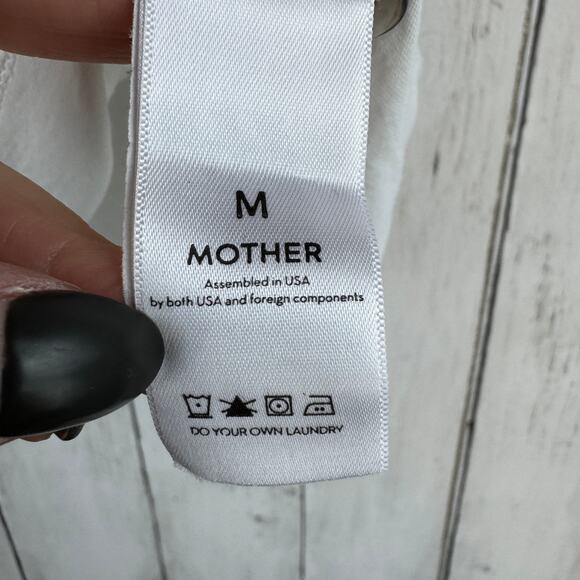 M
MOTHER
Assembled in USA
by both USA and foreign components
DO YOUR OWN LAUNDRY